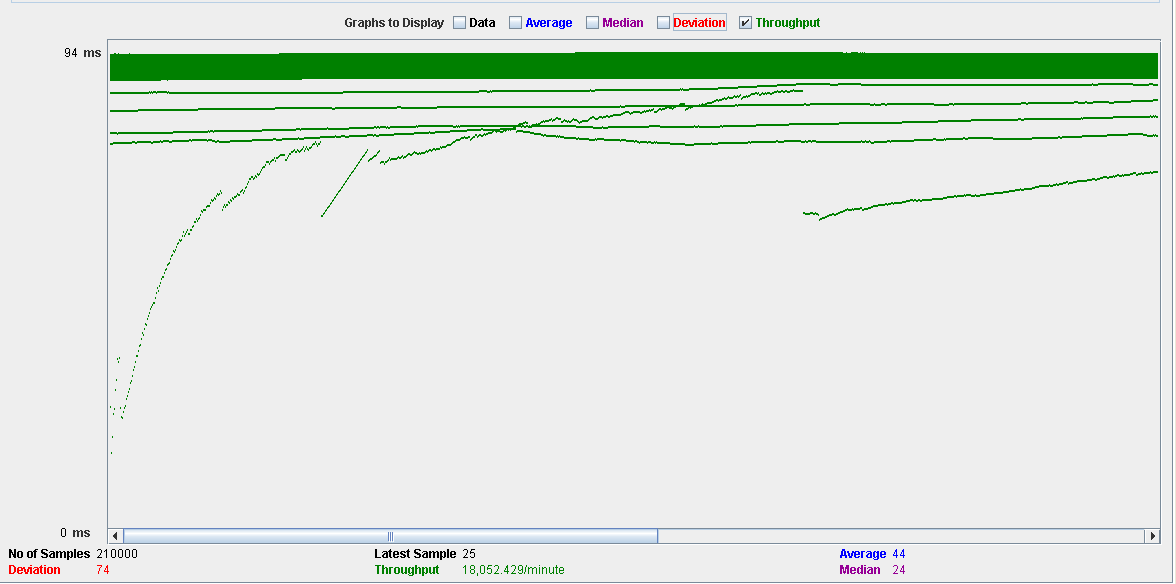 Graphs to Display Data Average Median Deviation Throughput
94 ms
0 ms
No of Samples 210000 Latest Sample 25 Average 44
Deviation 74 Throughput 18,052.429/minute Median 24